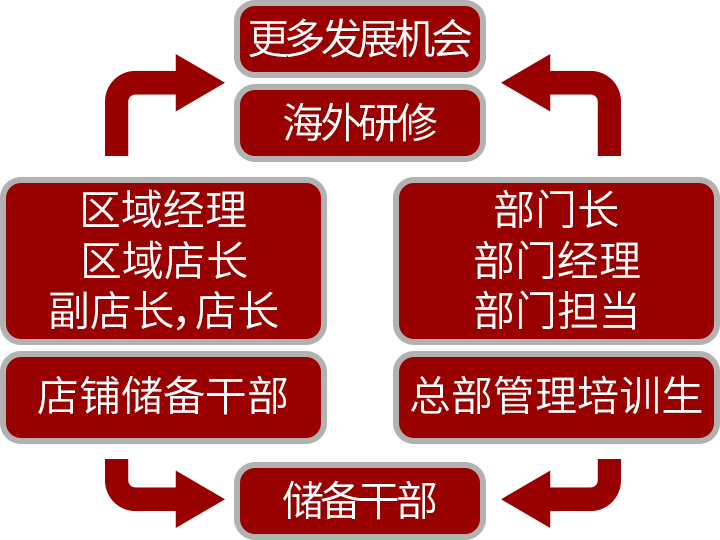 更多发展机会
海外研修
区域经理
区域店长
副店长，店长
部门长
部门经理
部门担当
店铺储备干部
总部管理培训生
储备干部